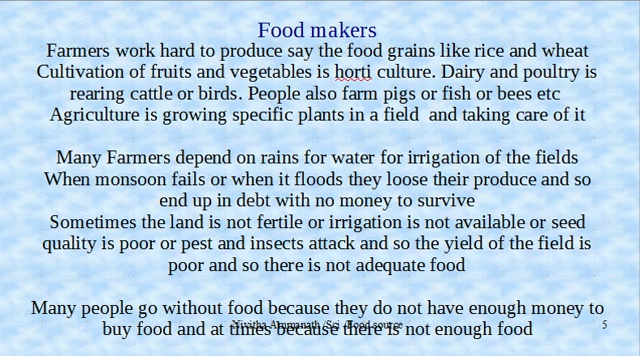 Food makers
Farmers work hard to produce say the food grains like rice and wheat
Cultivation of fruits and vegetables is horti culture. Dairy and poultry is
rearing cattle or birds. People also farm pigs or fish or bees etc
Agriculture is growing specific plants in a field and taking care of it
Many Farmers depend on rains for water for irrigation of the fields
When monsoon fails or when it floods they loose their produce and so
end up in debt with no money to survive
Sometimes the land is not fertile or irrigation is not available or seed
quality is poor or pest and insects attack and so the yield of the field is
poor and so there is not adequate food
Many people go without food because they do not have enough money to
buy food and at times because there is not enough food
/Sci /Food source
5